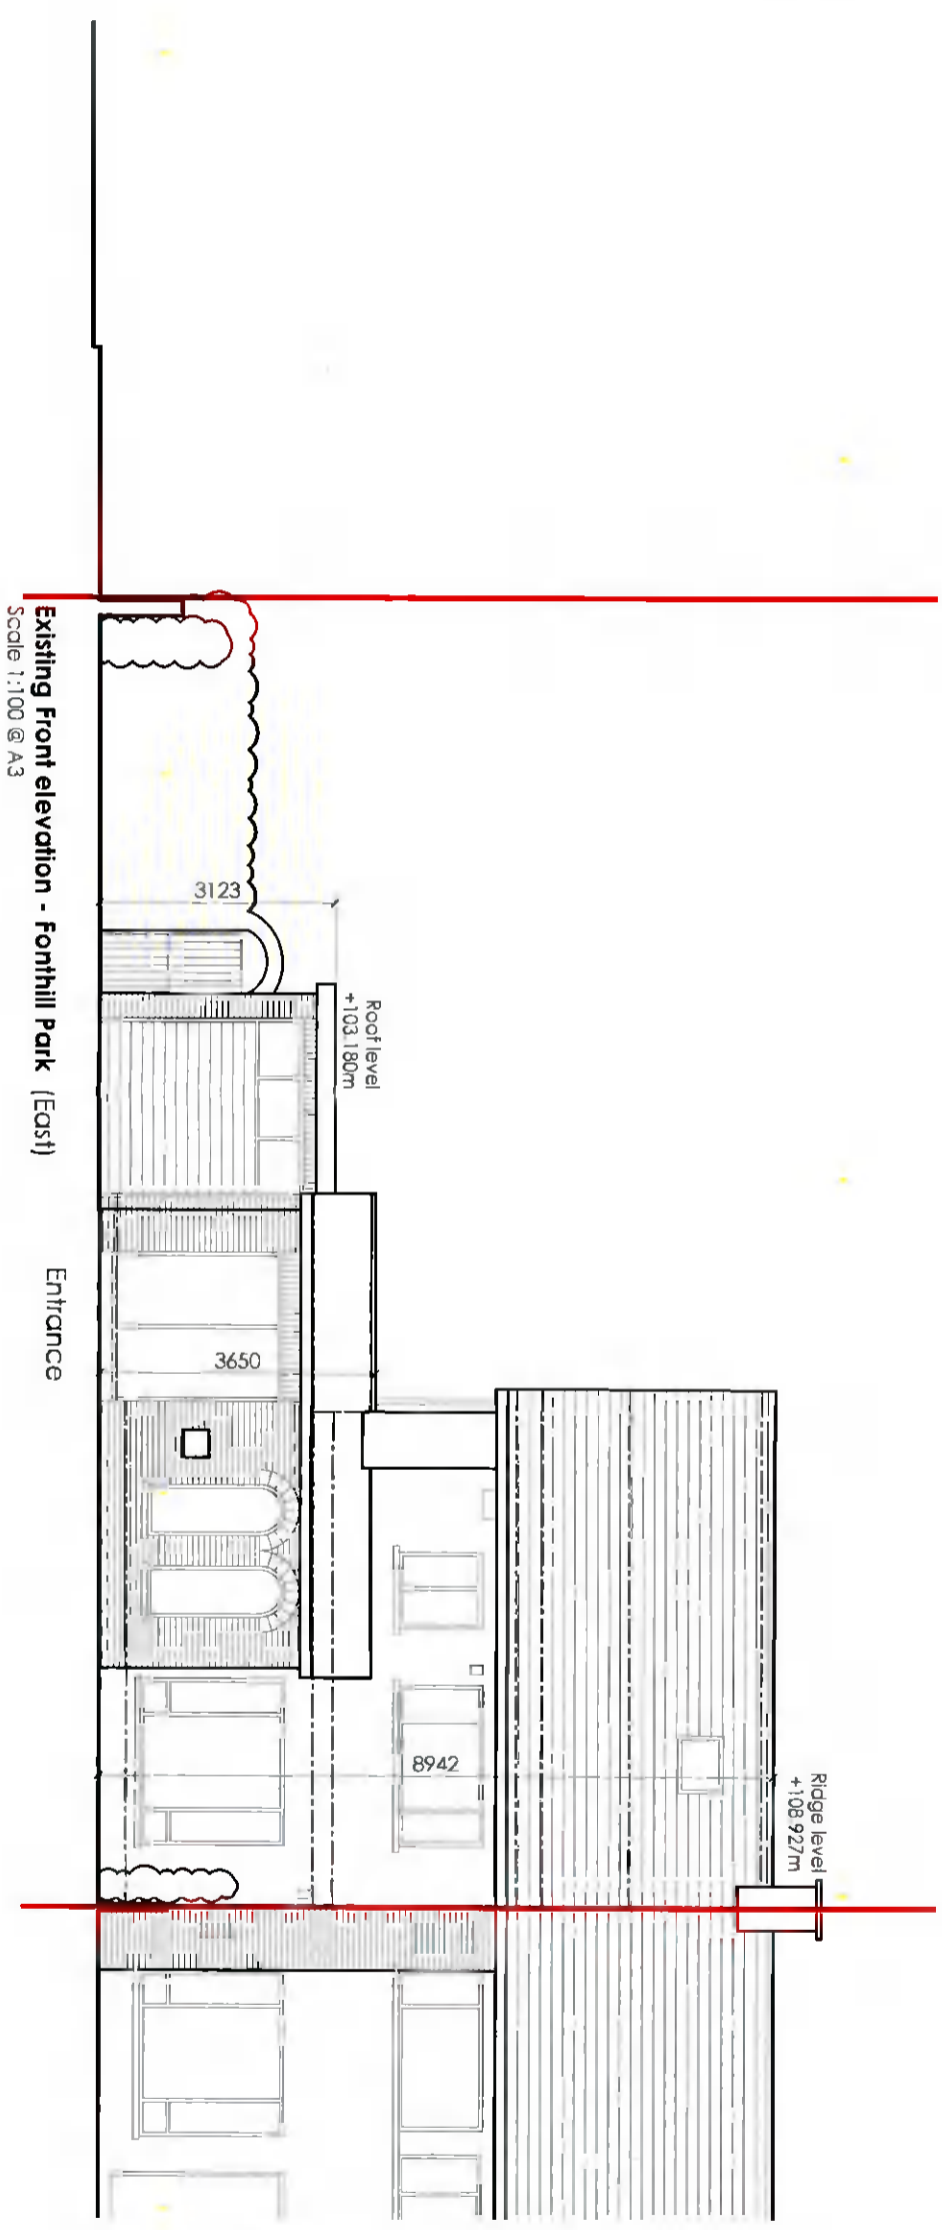 Ridge level
+108.927m
Roof level
+103.180m
8942
3650
3123
Existing Front elevation - Fonthill Park (East)
Scale 1:100 @ A3
Entrance